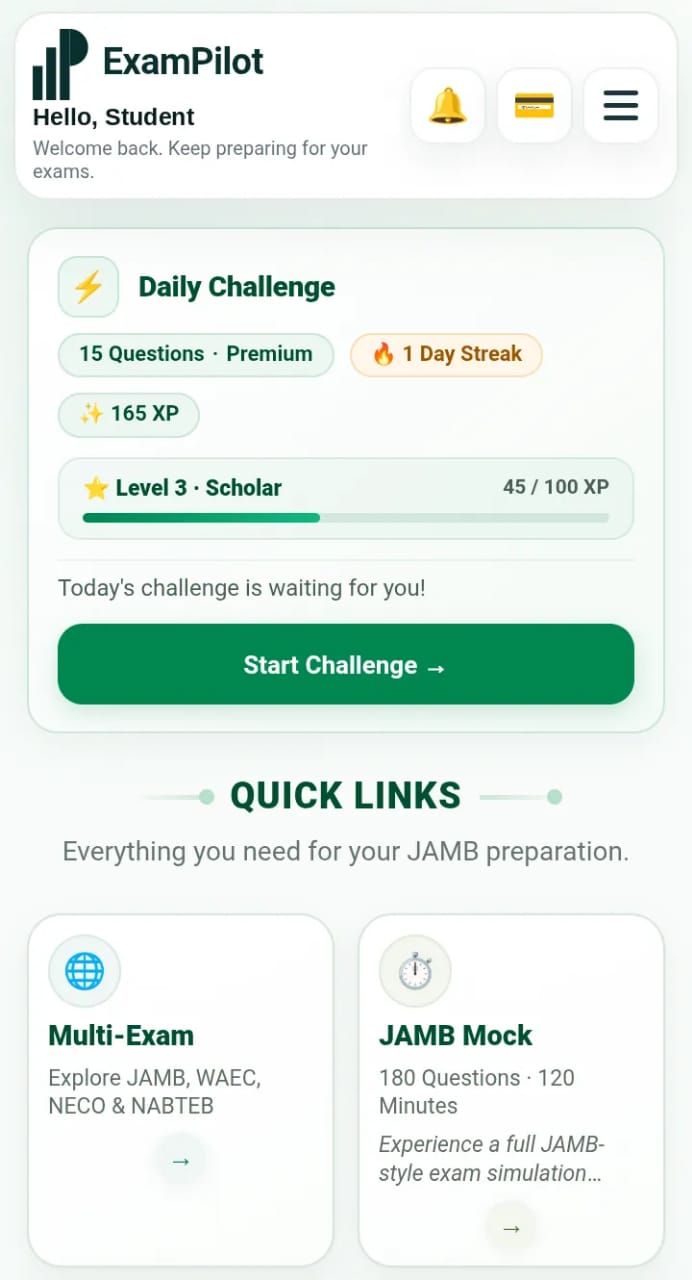 ExamPilot
Hello, Student
Welcome back. Keep preparing for your
exams.
Daily Challenge
15 Questions · Premium
🔥 1 Day Streak
✨ 165 XP
⭐ Level 3 · Scholar
45 / 100 XP
Today's challenge is waiting for you!
Start Challenge →
QUICK LINKS
Everything you need for your JAMB preparation.
Multi-Exam
Explore JAMB, WAEC,
NECO & NABTEB
→
JAMB Mock
180 Questions · 120
Minutes
Experience a full JAMB-
style exam simulation...
→